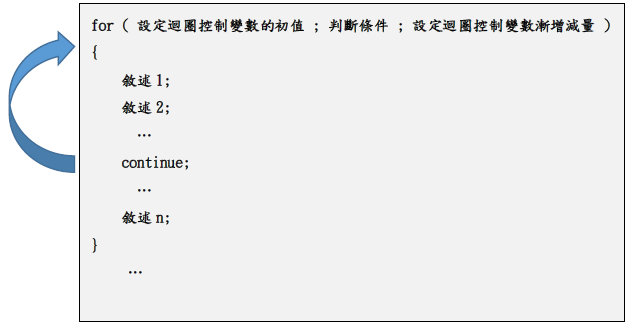 for ( 設定迴圈控制變數的初值 ; 判斷條件 ; 設定迴圈控制變數漸增減量 )
{
敘述 1;
敘述 2;
…
continue;
…
敘述 n;
}
…